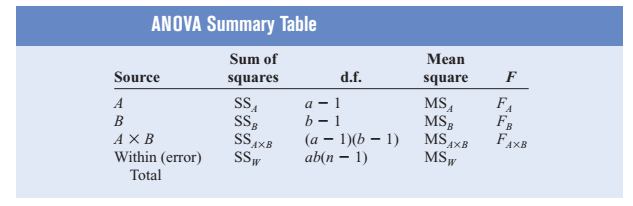 ANOVA Summary Table
Sum of Mean
Source squares d.f. square F
A SS_A a − 1 MS_A F_A
B SS_B b − 1 MS_B F_B
A × B SS_A×B (a − 1)(b − 1) MS_A×B F_A×B
Within (error) SS_W ab(n − 1) MS_W
Total